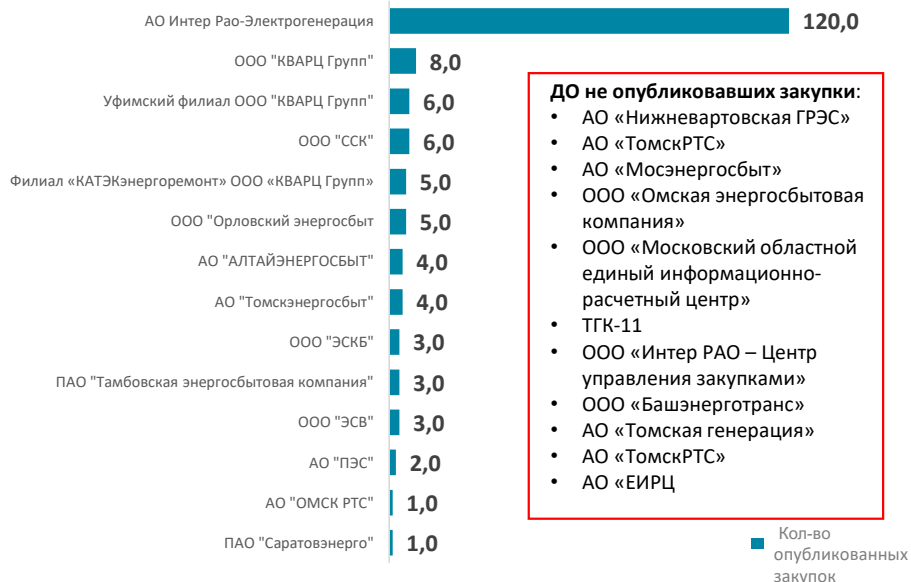 АО Интер Рао-Электрогенерация 120,0
ООО "КВАРЦ Групп" 8,0
Уфимский филиал ООО "КВАРЦ Групп" 6,0
ООО "ССК" 6,0
Филиал «КАТЭКэнергоремонт» ООО «КВАРЦ Групп» 5,0
ООО "Орловский энергосбыт 5,0
АО "АЛТАЙЭНЕРГОСБЫТ" 4,0
АО "Томскэнергосбыт" 4,0
ООО "ЭСКБ" 3,0
ПАО "Тамбовская энергосбытовая компания" 3,0
ООО "ЭСВ" 3,0
АО "ПЭС" 2,0
АО "ОМСК РТС" 1,0
ПАО "Саратовэнерго" 1,0
ДО не опубликовавших закупки:
• АО «Нижневартовская ГРЭС»
• АО «ТомскРТС»
• АО «Мосэнергосбыт»
• ООО «Омская энергосбытовая
компания»
• ООО «Московский областной
единый информационно-
расчетный центр»
• ТГК-11
• ООО «Интер РАО – Центр
управления закупками»
• ООО «Башэнерготранс»
• АО «Томская генерация»
• АО «ТомскРТС»
• АО «ЕИРЦ
Кол-во
опубликованных
закупок